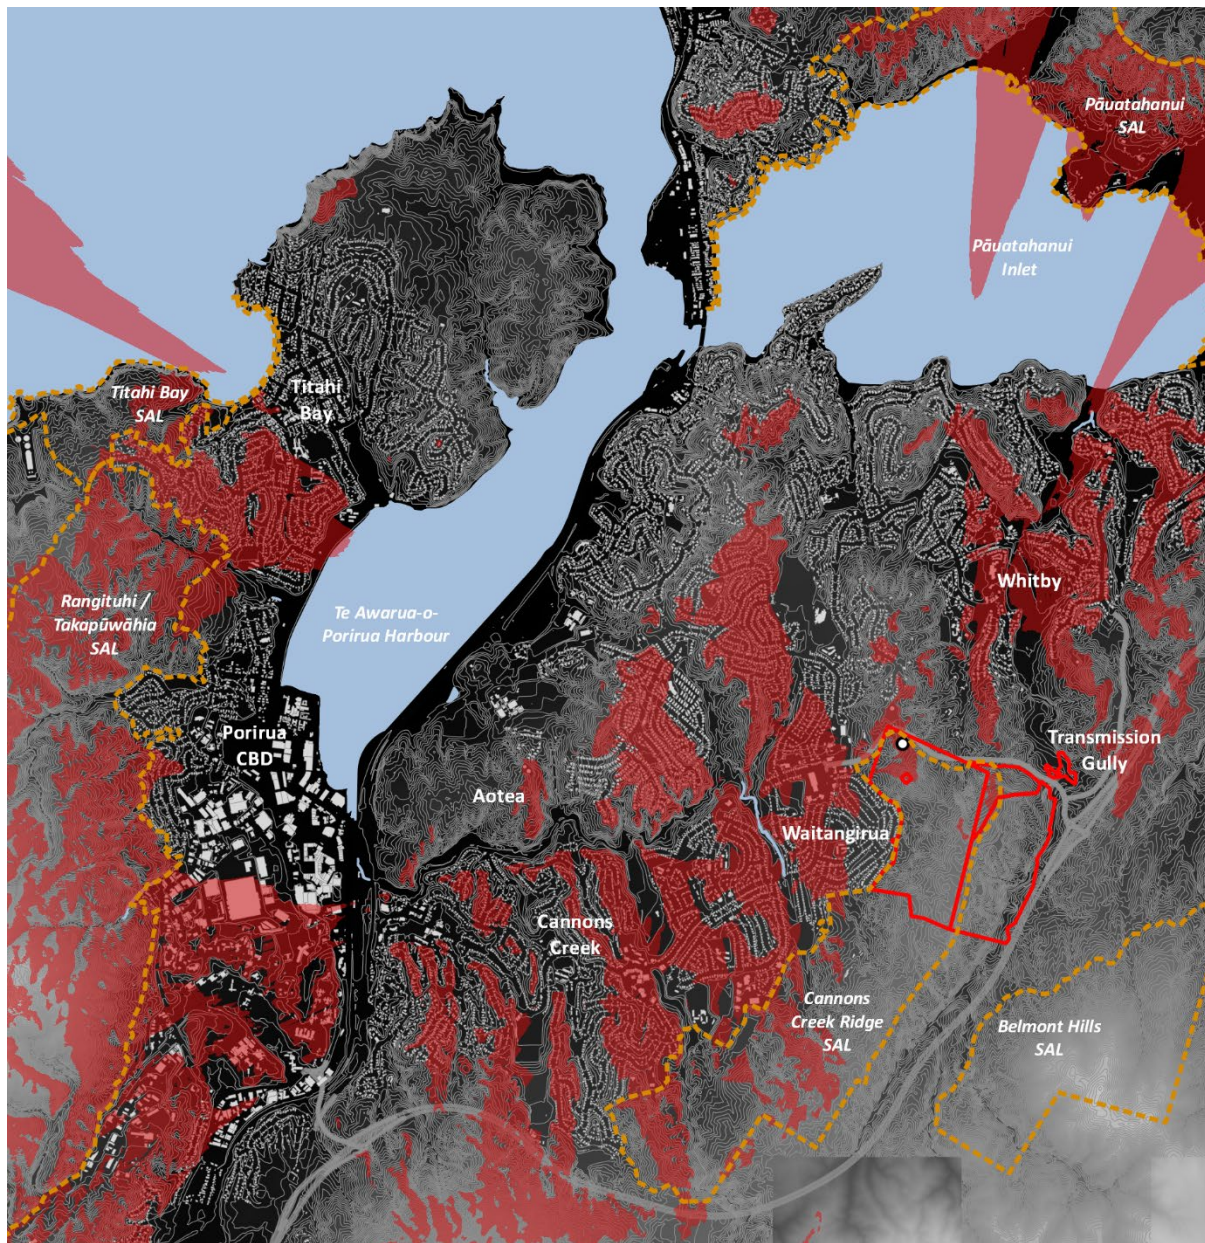 Pāuatahanui
SAL
Pāuatahanui
Inlet
Titahi Bay
SAL
Titahi
Bay
Rangituhi /
Takapūwāhia
SAL
Te Awarua-o-
Porirua Harbour
Whitby
Porirua
CBD
Transmission
Gully
Aotea
Waitangirua
Cannons
Creek
Cannons
Creek Ridge
SAL
Belmont Hills
SAL